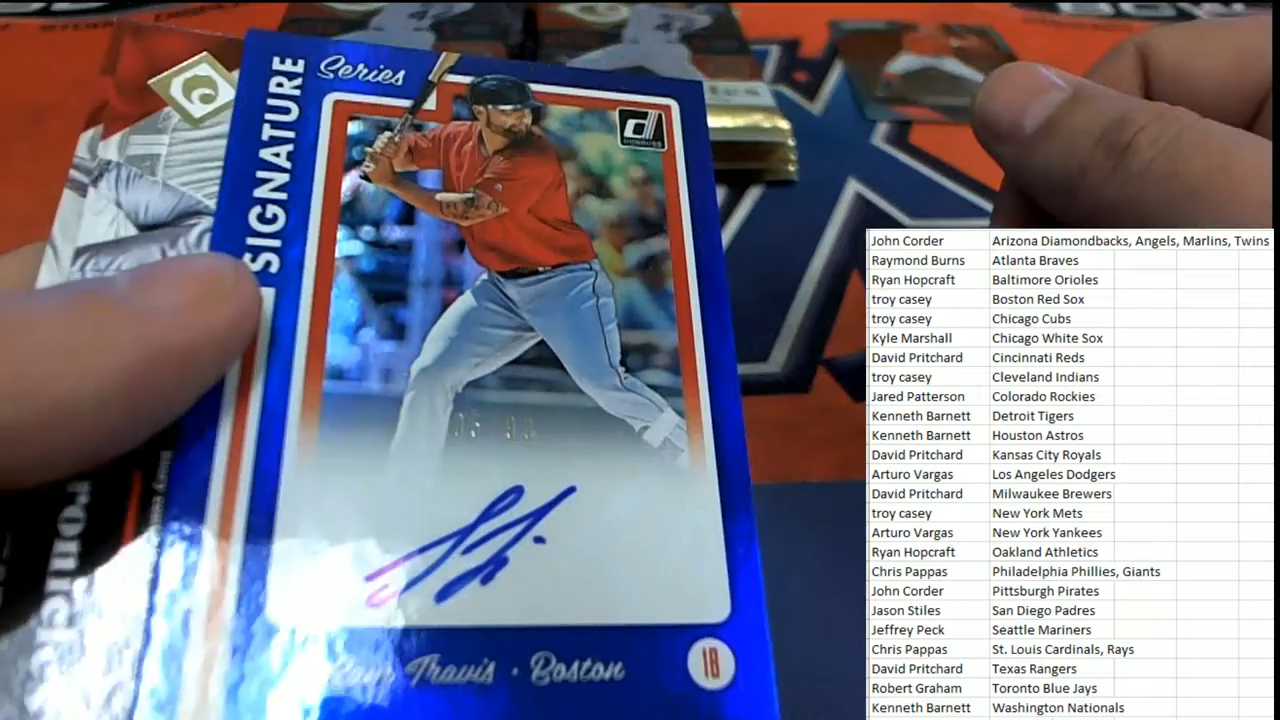 SIGNATURE
Series
DONRUSS
Travis · Boston
1B
John Corder Arizona Diamondbacks, Angels, Marlins, Twins
Raymond Burns Atlanta Braves
Ryan Hopcraft Baltimore Orioles
troy casey Boston Red Sox
troy casey Chicago Cubs
Kyle Marshall Chicago White Sox
David Pritchard Cincinnati Reds
troy casey Cleveland Indians
Jared Patterson Colorado Rockies
Kenneth Barnett Detroit Tigers
Kenneth Barnett Houston Astros
David Pritchard Kansas City Royals
Arturo Vargas Los Angeles Dodgers
David Pritchard Milwaukee Brewers
troy casey New York Mets
Arturo Vargas New York Yankees
Ryan Hopcraft Oakland Athletics
Chris Pappas Philadelphia Phillies, Giants
John Corder Pittsburgh Pirates
Jason Stiles San Diego Padres
Jeffrey Peck Seattle Mariners
Chris Pappas St. Louis Cardinals, Rays
David Pritchard Texas Rangers
Robert Graham Toronto Blue Jays
Kenneth Barnett Washington Nationals